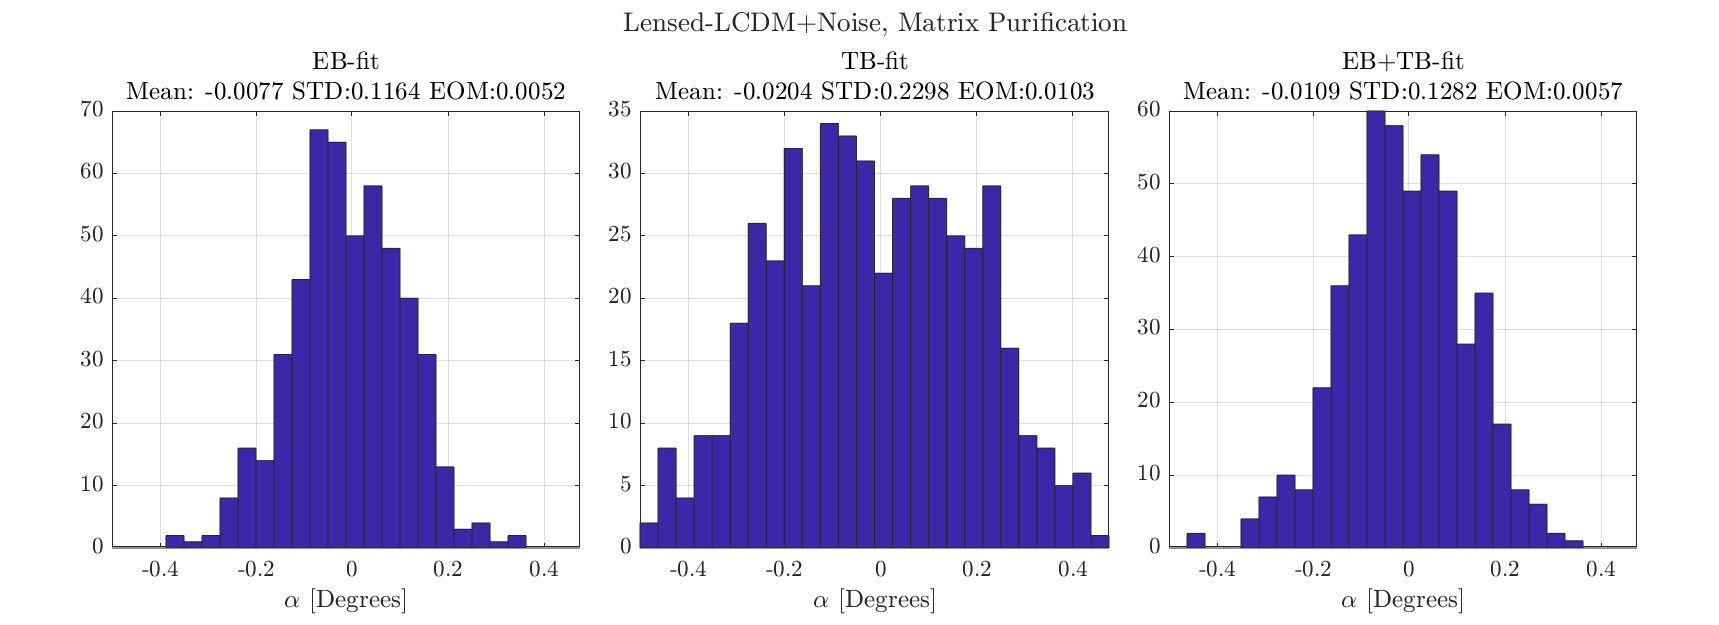 Lensed-LCDM+Noise, Matrix Purification
EB-fit
Mean: -0.0077 STD:0.1164 EOM:0.0052
70
60
50
40
30
20
10
0
-0.4 -0.2 0 0.2 0.4
α [Degrees]
TB-fit
Mean: -0.0204 STD:0.2298 EOM:0.0103
35
30
25
20
15
10
5
0
-0.4 -0.2 0 0.2 0.4
α [Degrees]
EB+TB-fit
Mean: -0.0109 STD:0.1282 EOM:0.0057
60
50
40
30
20
10
0
-0.4 -0.2 0 0.2 0.4
α [Degrees]